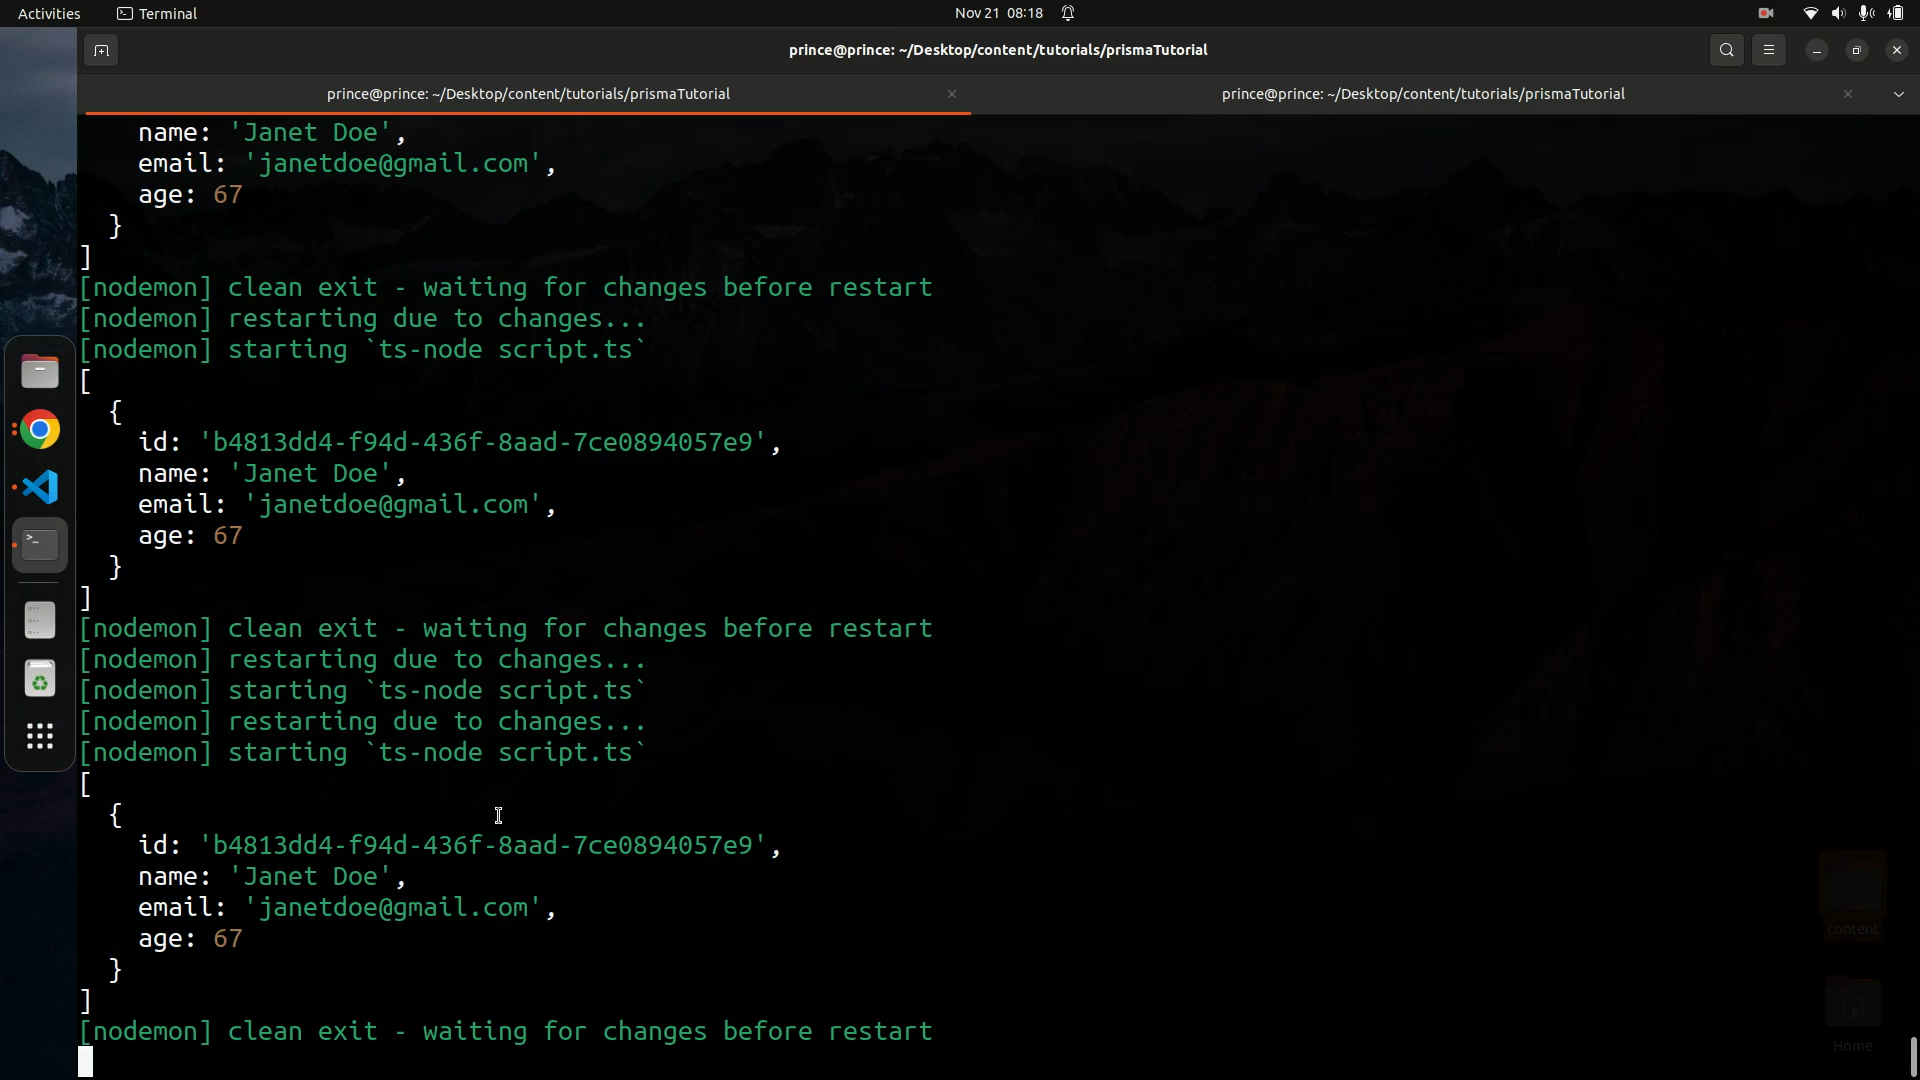 Activities
Terminal
Nov 21 08:18
prince@prince: ~/Desktop/content/tutorials/prismaTutorial
prince@prince: ~/Desktop/content/tutorials/prismaTutorial
prince@prince: ~/Desktop/content/tutorials/prismaTutorial
name: 'Janet Doe',
email: 'janetdoe@gmail.com',
age: 67
}
]
[nodemon] clean exit - waiting for changes before restart
[nodemon] restarting due to changes...
[nodemon] starting `ts-node script.ts`
[
{
id: 'b4813dd4-f94d-436f-8aad-7ce0894057e9',
name: 'Janet Doe',
email: 'janetdoe@gmail.com',
age: 67
}
]
[nodemon] clean exit - waiting for changes before restart
[nodemon] restarting due to changes...
[nodemon] starting `ts-node script.ts`
[nodemon] restarting due to changes...
[nodemon] starting `ts-node script.ts`
[
{
id: 'b4813dd4-f94d-436f-8aad-7ce0894057e9',
name: 'Janet Doe',
email: 'janetdoe@gmail.com',
age: 67
}
]
[nodemon] clean exit - waiting for changes before restart
content
Home